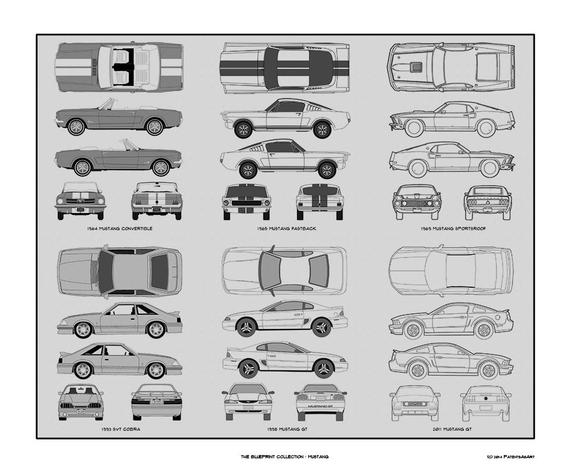 1964 MUSTANG CONVERTIBLE
1965 MUSTANG FASTBACK
1969 MUSTANG SPORTSROOF
1993 SVT COBRA
1998 MUSTANG GT
2011 MUSTANG GT
THE BLUEPRINT COLLECTION - MUSTANG
(C) 2014 PATENTSASART